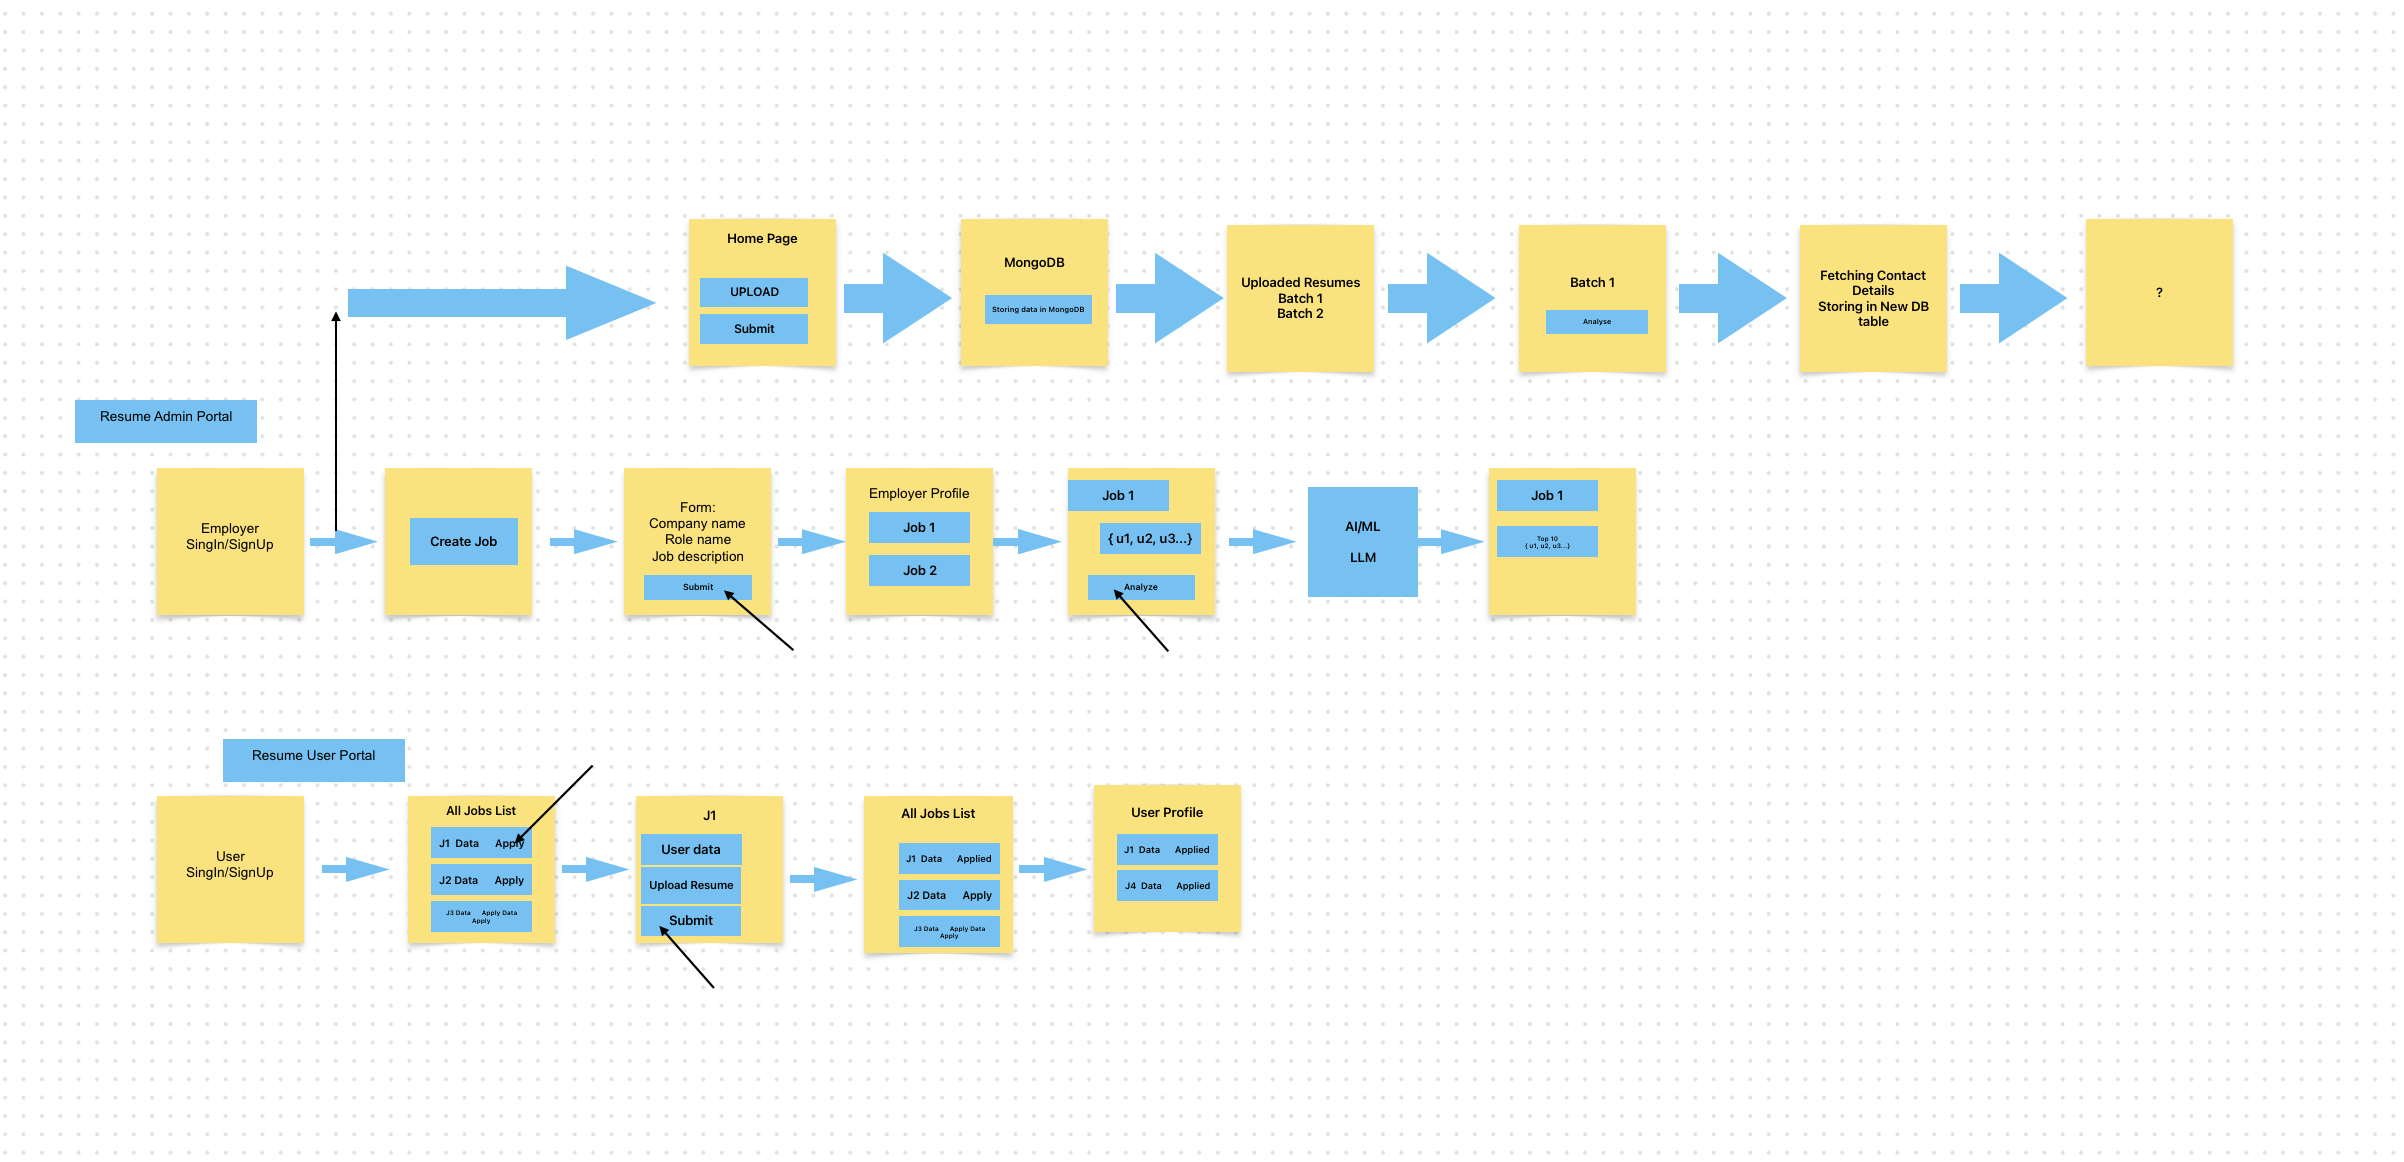 Home Page
UPLOAD
Submit
MongoDB
Storing data in MongoDB
Uploaded Resumes
Batch 1
Batch 2
Batch 1
Analyse
Fetching Contact
Details
Storing in New DB
table
?
Resume Admin Portal
Employer
SingIn/SignUp
Create Job
Form:
Company name
Role name
Job description
Submit
Employer Profile
Job 1
Job 2
Job 1
{ u1, u2, u3...}
Analyze
AI/ML
LLM
Job 1
Top 10
{ u1, u2, u3...}
Resume User Portal
User
SingIn/SignUp
All Jobs List
J1 Data Apply
J2 Data Apply
J3 Data Apply Data
Apply
J1
User data
Upload Resume
Submit
All Jobs List
J1 Data Applied
J2 Data Apply
J3 Data Apply Data
Apply
User Profile
J1 Data Applied
J4 Data Applied